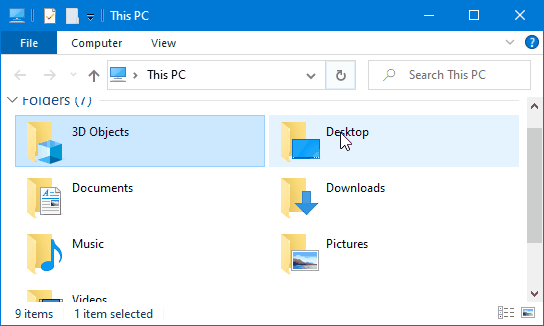 This PC
File Computer View
This PC
Search This PC
Folders (7)
3D Objects Desktop
Documents Downloads
Music Pictures
Videos
9 items 1 item selected